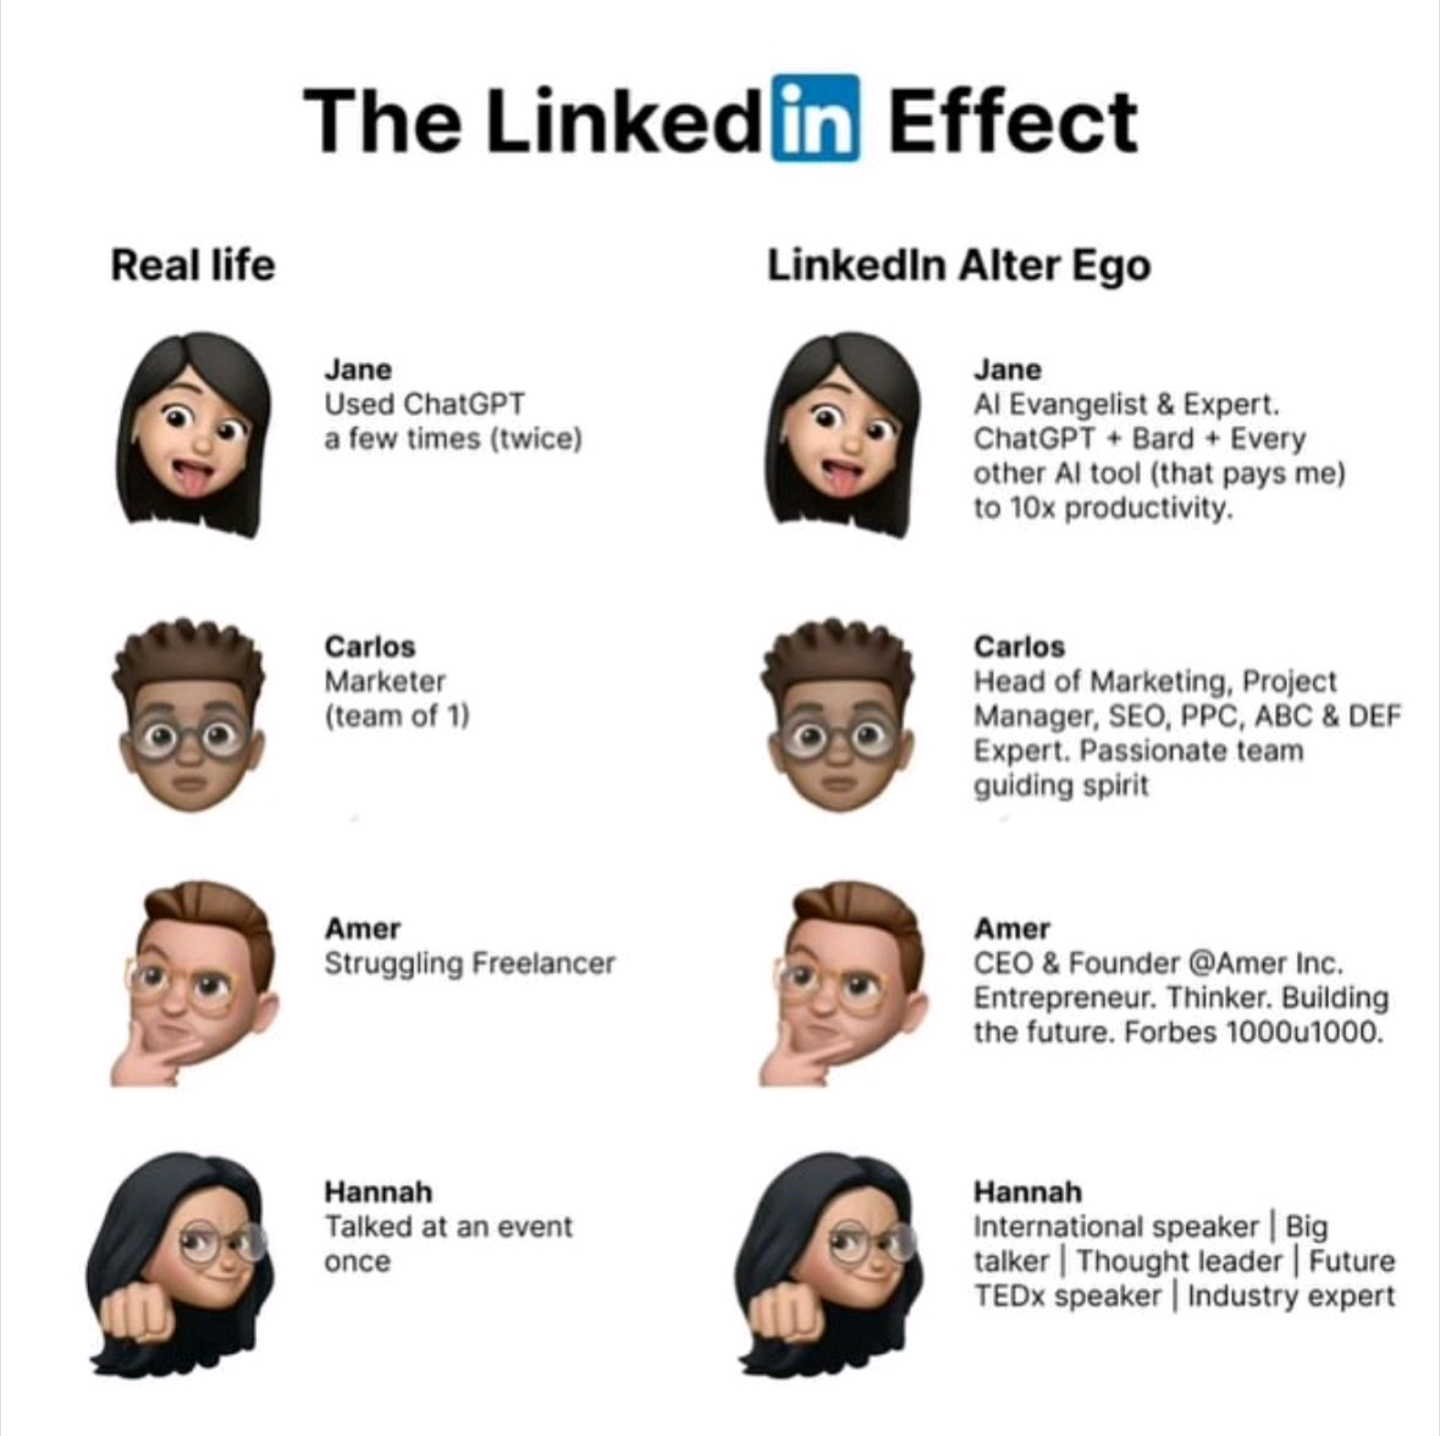 The Linkedin Effect
Real life
LinkedIn Alter Ego
Jane
Used ChatGPT
a few times (twice)
Jane
AI Evangelist & Expert.
ChatGPT + Bard + Every
other AI tool (that pays me)
to 10x productivity.
Carlos
Marketer
(team of 1)
Carlos
Head of Marketing, Project
Manager, SEO, PPC, ABC & DEF
Expert. Passionate team
guiding spirit
Amer
Struggling Freelancer
Amer
CEO & Founder @Amer Inc.
Entrepreneur. Thinker. Building
the future. Forbes 1000u1000.
Hannah
Talked at an event
once
Hannah
International speaker | Big
talker | Thought leader | Future
TEDx speaker | Industry expert